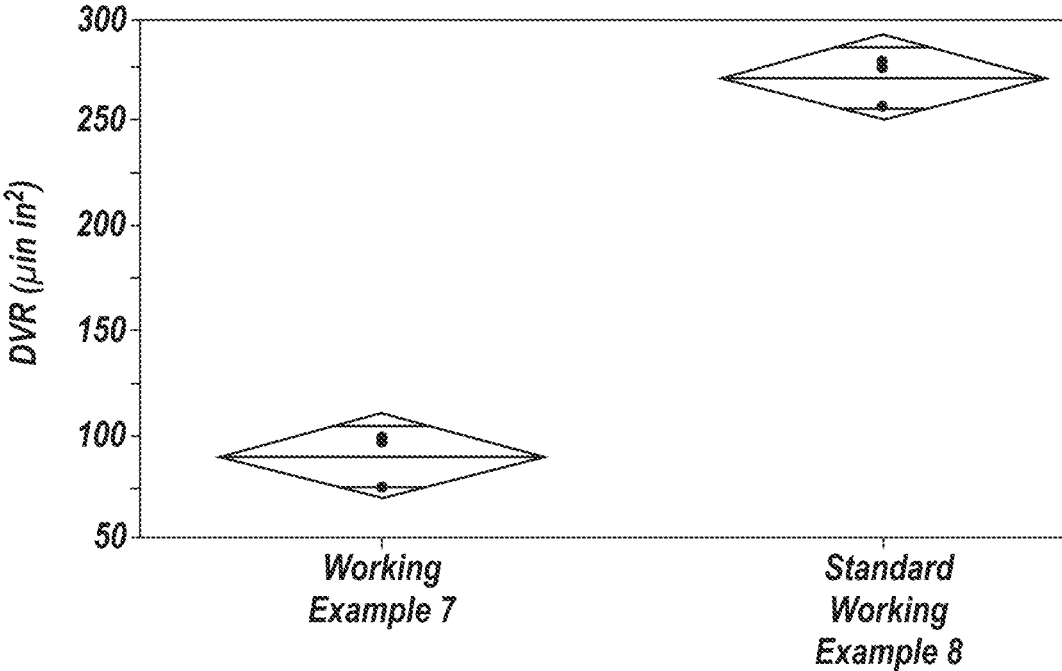 300
250
200
150
100
50
DVR (μin in²)
Working
Example 7
Standard
Working
Example 8